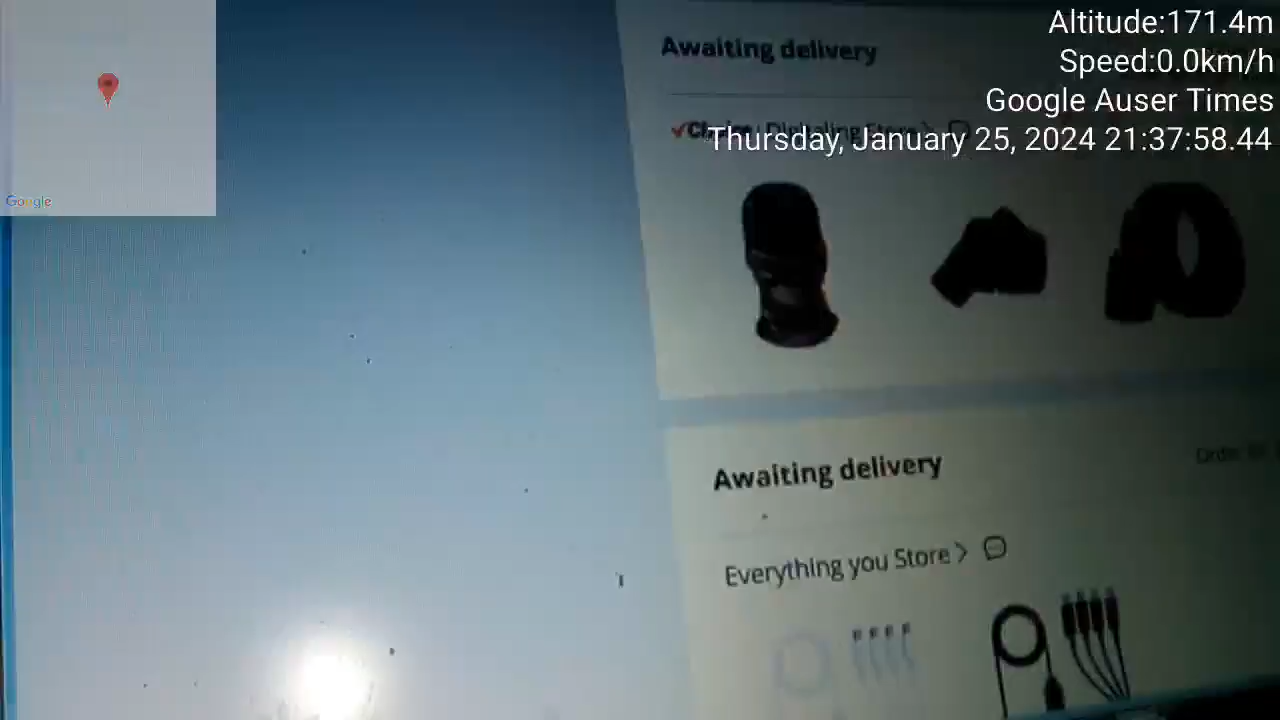 Altitude:171.4m
Awaiting delivery
Speed:0.0km/h
Google Auser Times
Thursday, January 25, 2024 21:37:58.44
Google
Awaiting delivery
Everything you Store >